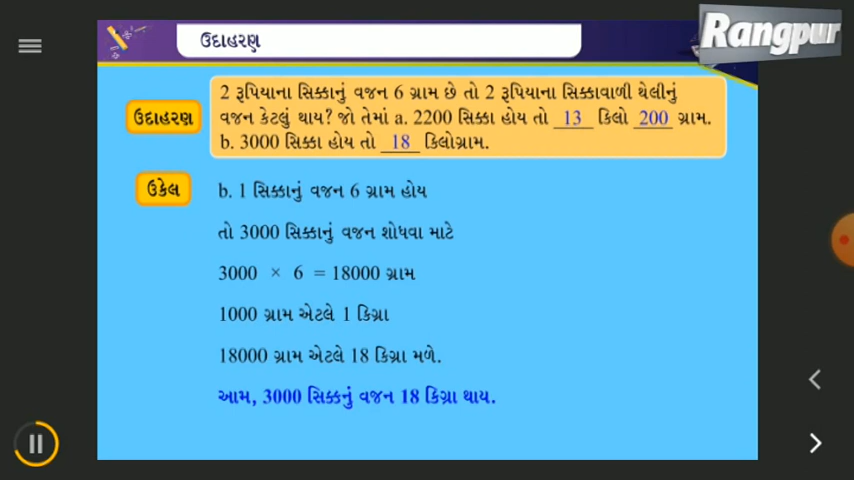 Rangpur
ઉદાહરણ
ઉદાહરણ
2 રૂપિયાના સિક્કાનું વજન 6 ગ્રામ છે તો 2 રૂપિયાના સિક્કાવાળી થેલીનું
વજન કેટલું થાય? જો તેમાં a. 2200 સિક્કા હોય તો 13 કિલો 200 ગ્રામ.
b. 3000 સિક્કા હોય તો 18 કિલોગ્રામ.
ઉકેલ
b. 1 સિક્કાનું વજન 6 ગ્રામ હોય
તો 3000 સિક્કાનું વજન શોધવા માટે
3000 × 6 = 18000 ગ્રામ
1000 ગ્રામ એટલે 1 કિગ્રા
18000 ગ્રામ એટલે 18 કિગ્રા મળે.
આમ, 3000 સિક્કનું વજન 18 કિગ્રા થાય.